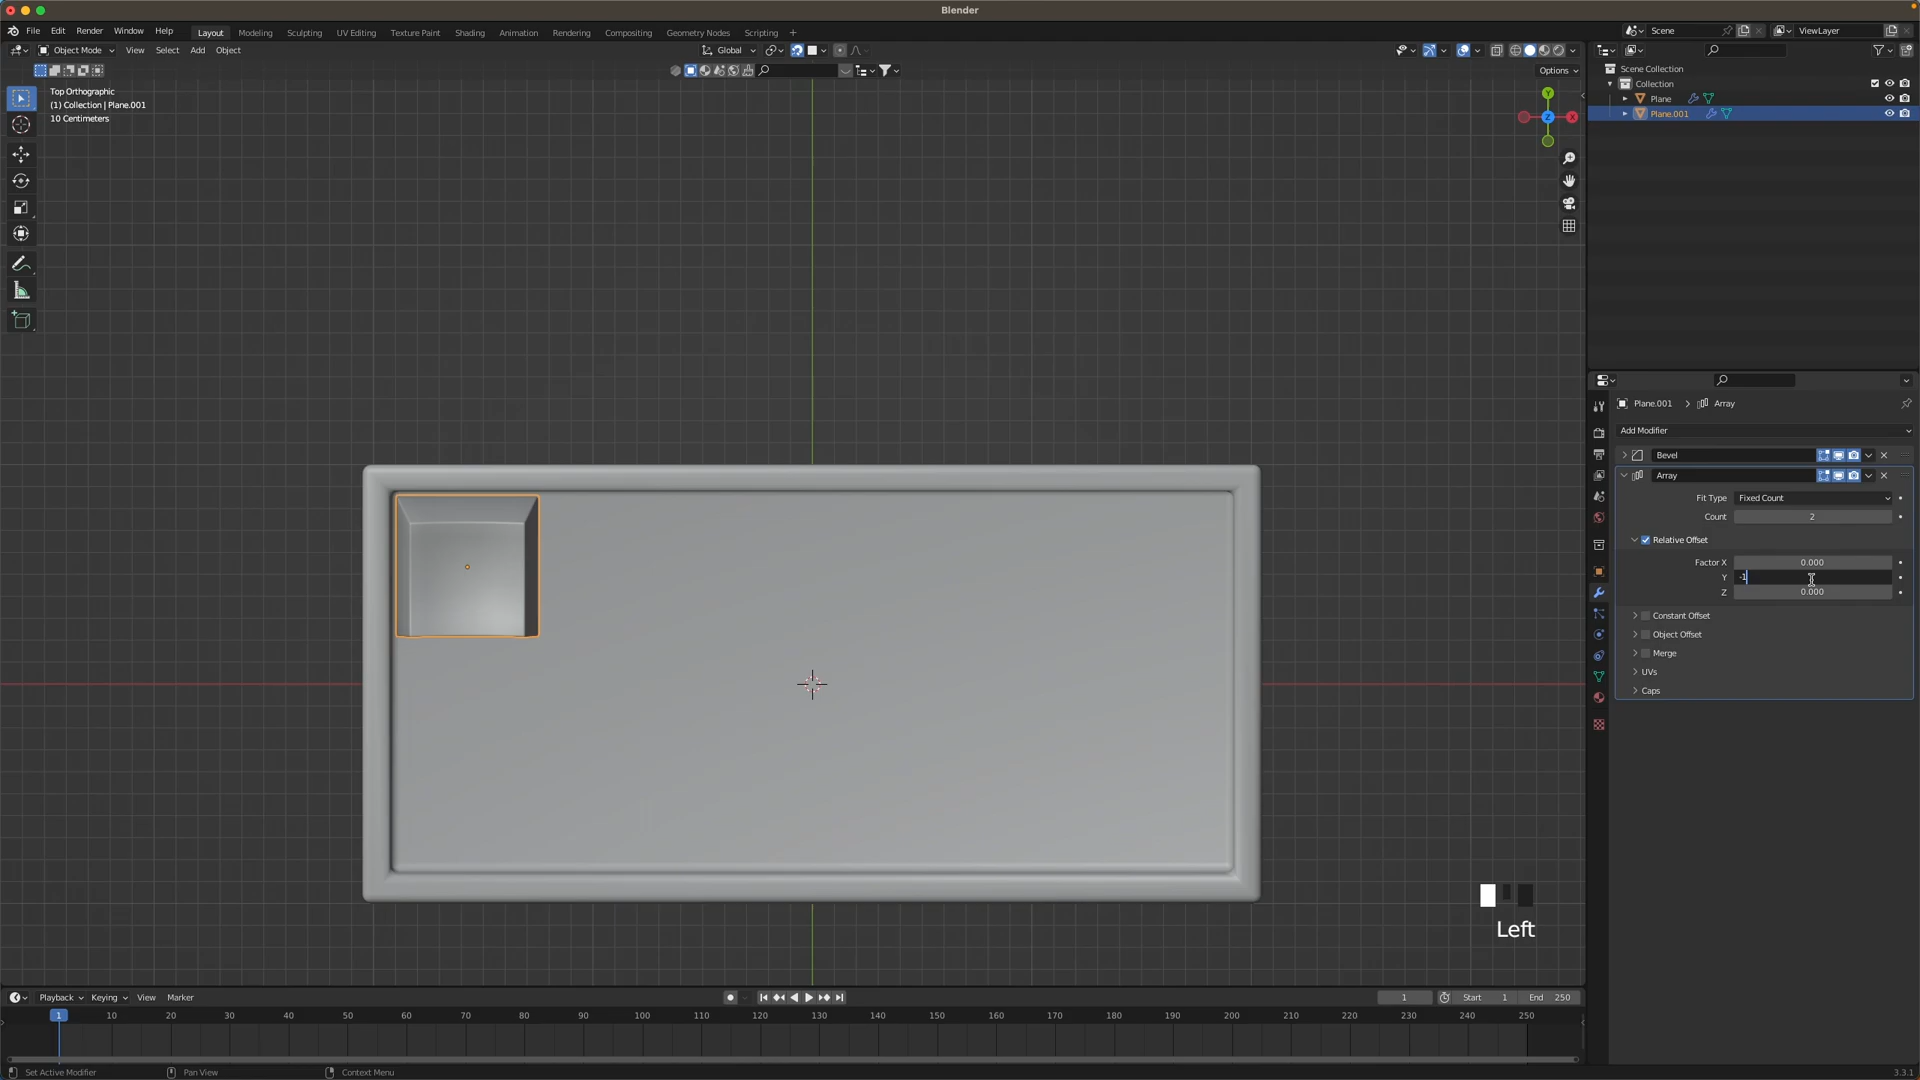 Blender
File Edit Render Window Help Layout Modeling Sculpting UV Editing Texture Paint Shading Animation Rendering Compositing Geometry Nodes Scripting + Scene ViewLayer
Object Mode View Select Add Object Global
Options
Top Orthographic
(1) Collection | Plane.001
10 Centimeters
Y
Z X
Scene Collection
Collection
Plane
Plane.001
Plane.001 > Array
Add Modifier
Bevel
Array
Fit Type Fixed Count
Count 2
Relative Offset
Factor X 0.000
Y -1
Z 0.000
Constant Offset
Object Offset
Merge
UVs
Caps
Left
Playback Keying View Marker 1 Start 1 End 250
1 10 20 30 40 50 60 70 80 90 100 110 120 130 140 150 160 170 180 190 200 210 220 230 240 250
Set Active Modifier Pan View Context Menu 3.3.1